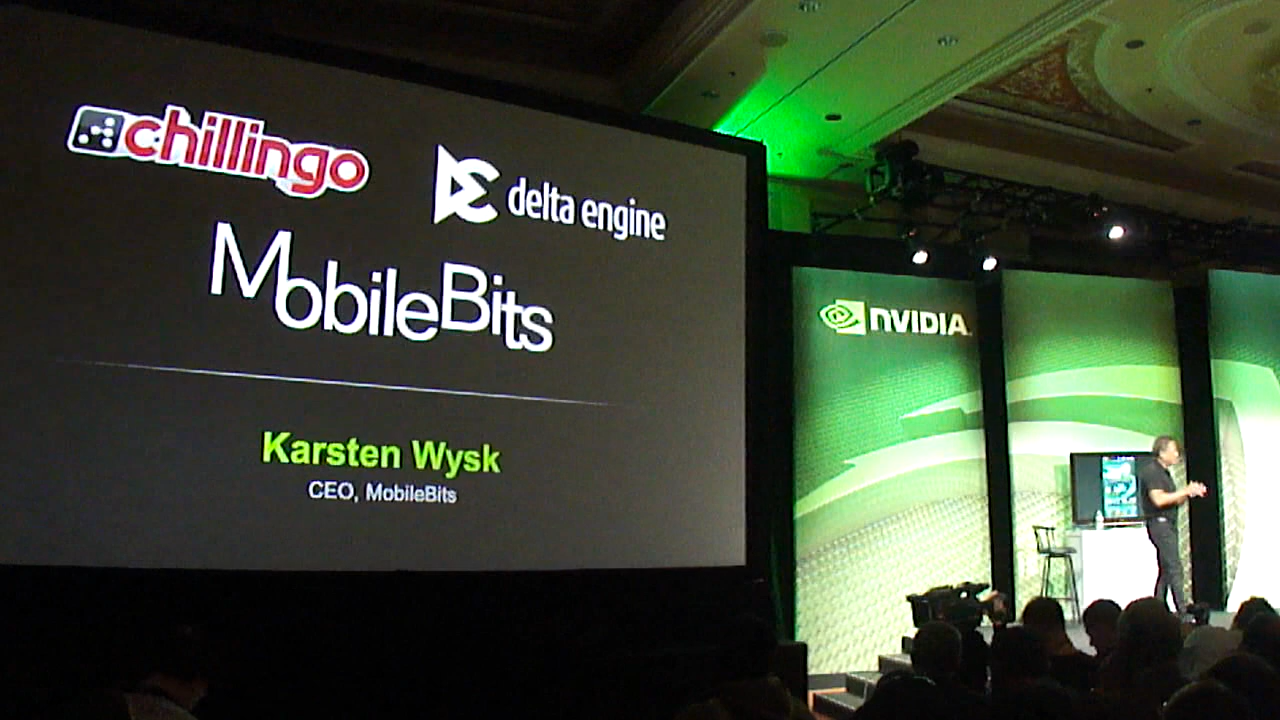 chillingo
delta engine
MobileBits
Karsten Wysk
CEO, MobileBits
NVIDIA.